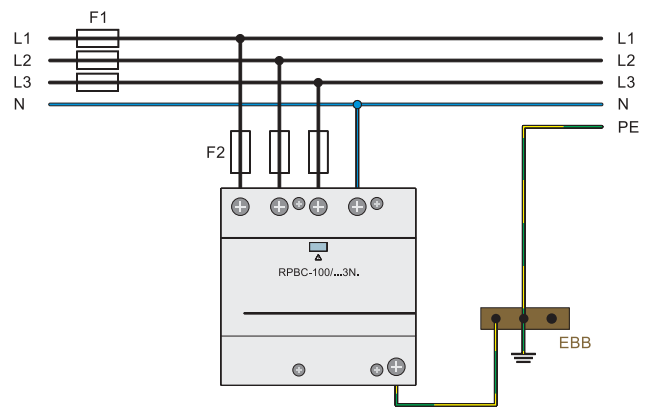 F1
L1 L1
L2 L2
L3 L3
N N
PE
F2
RPBC-100/...3N.
EBB